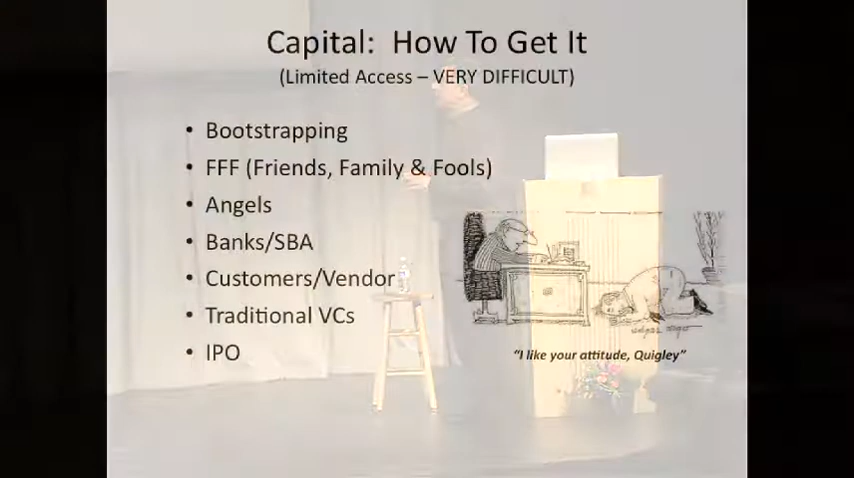 Capital:  How To Get It
(Limited Access – VERY DIFFICULT)
• Bootstrapping
• FFF (Friends, Family & Fools)
• Angels
• Banks/SBA
• Customers/Vendor
• Traditional VCs
• IPO
"I like your attitude, Quigley"